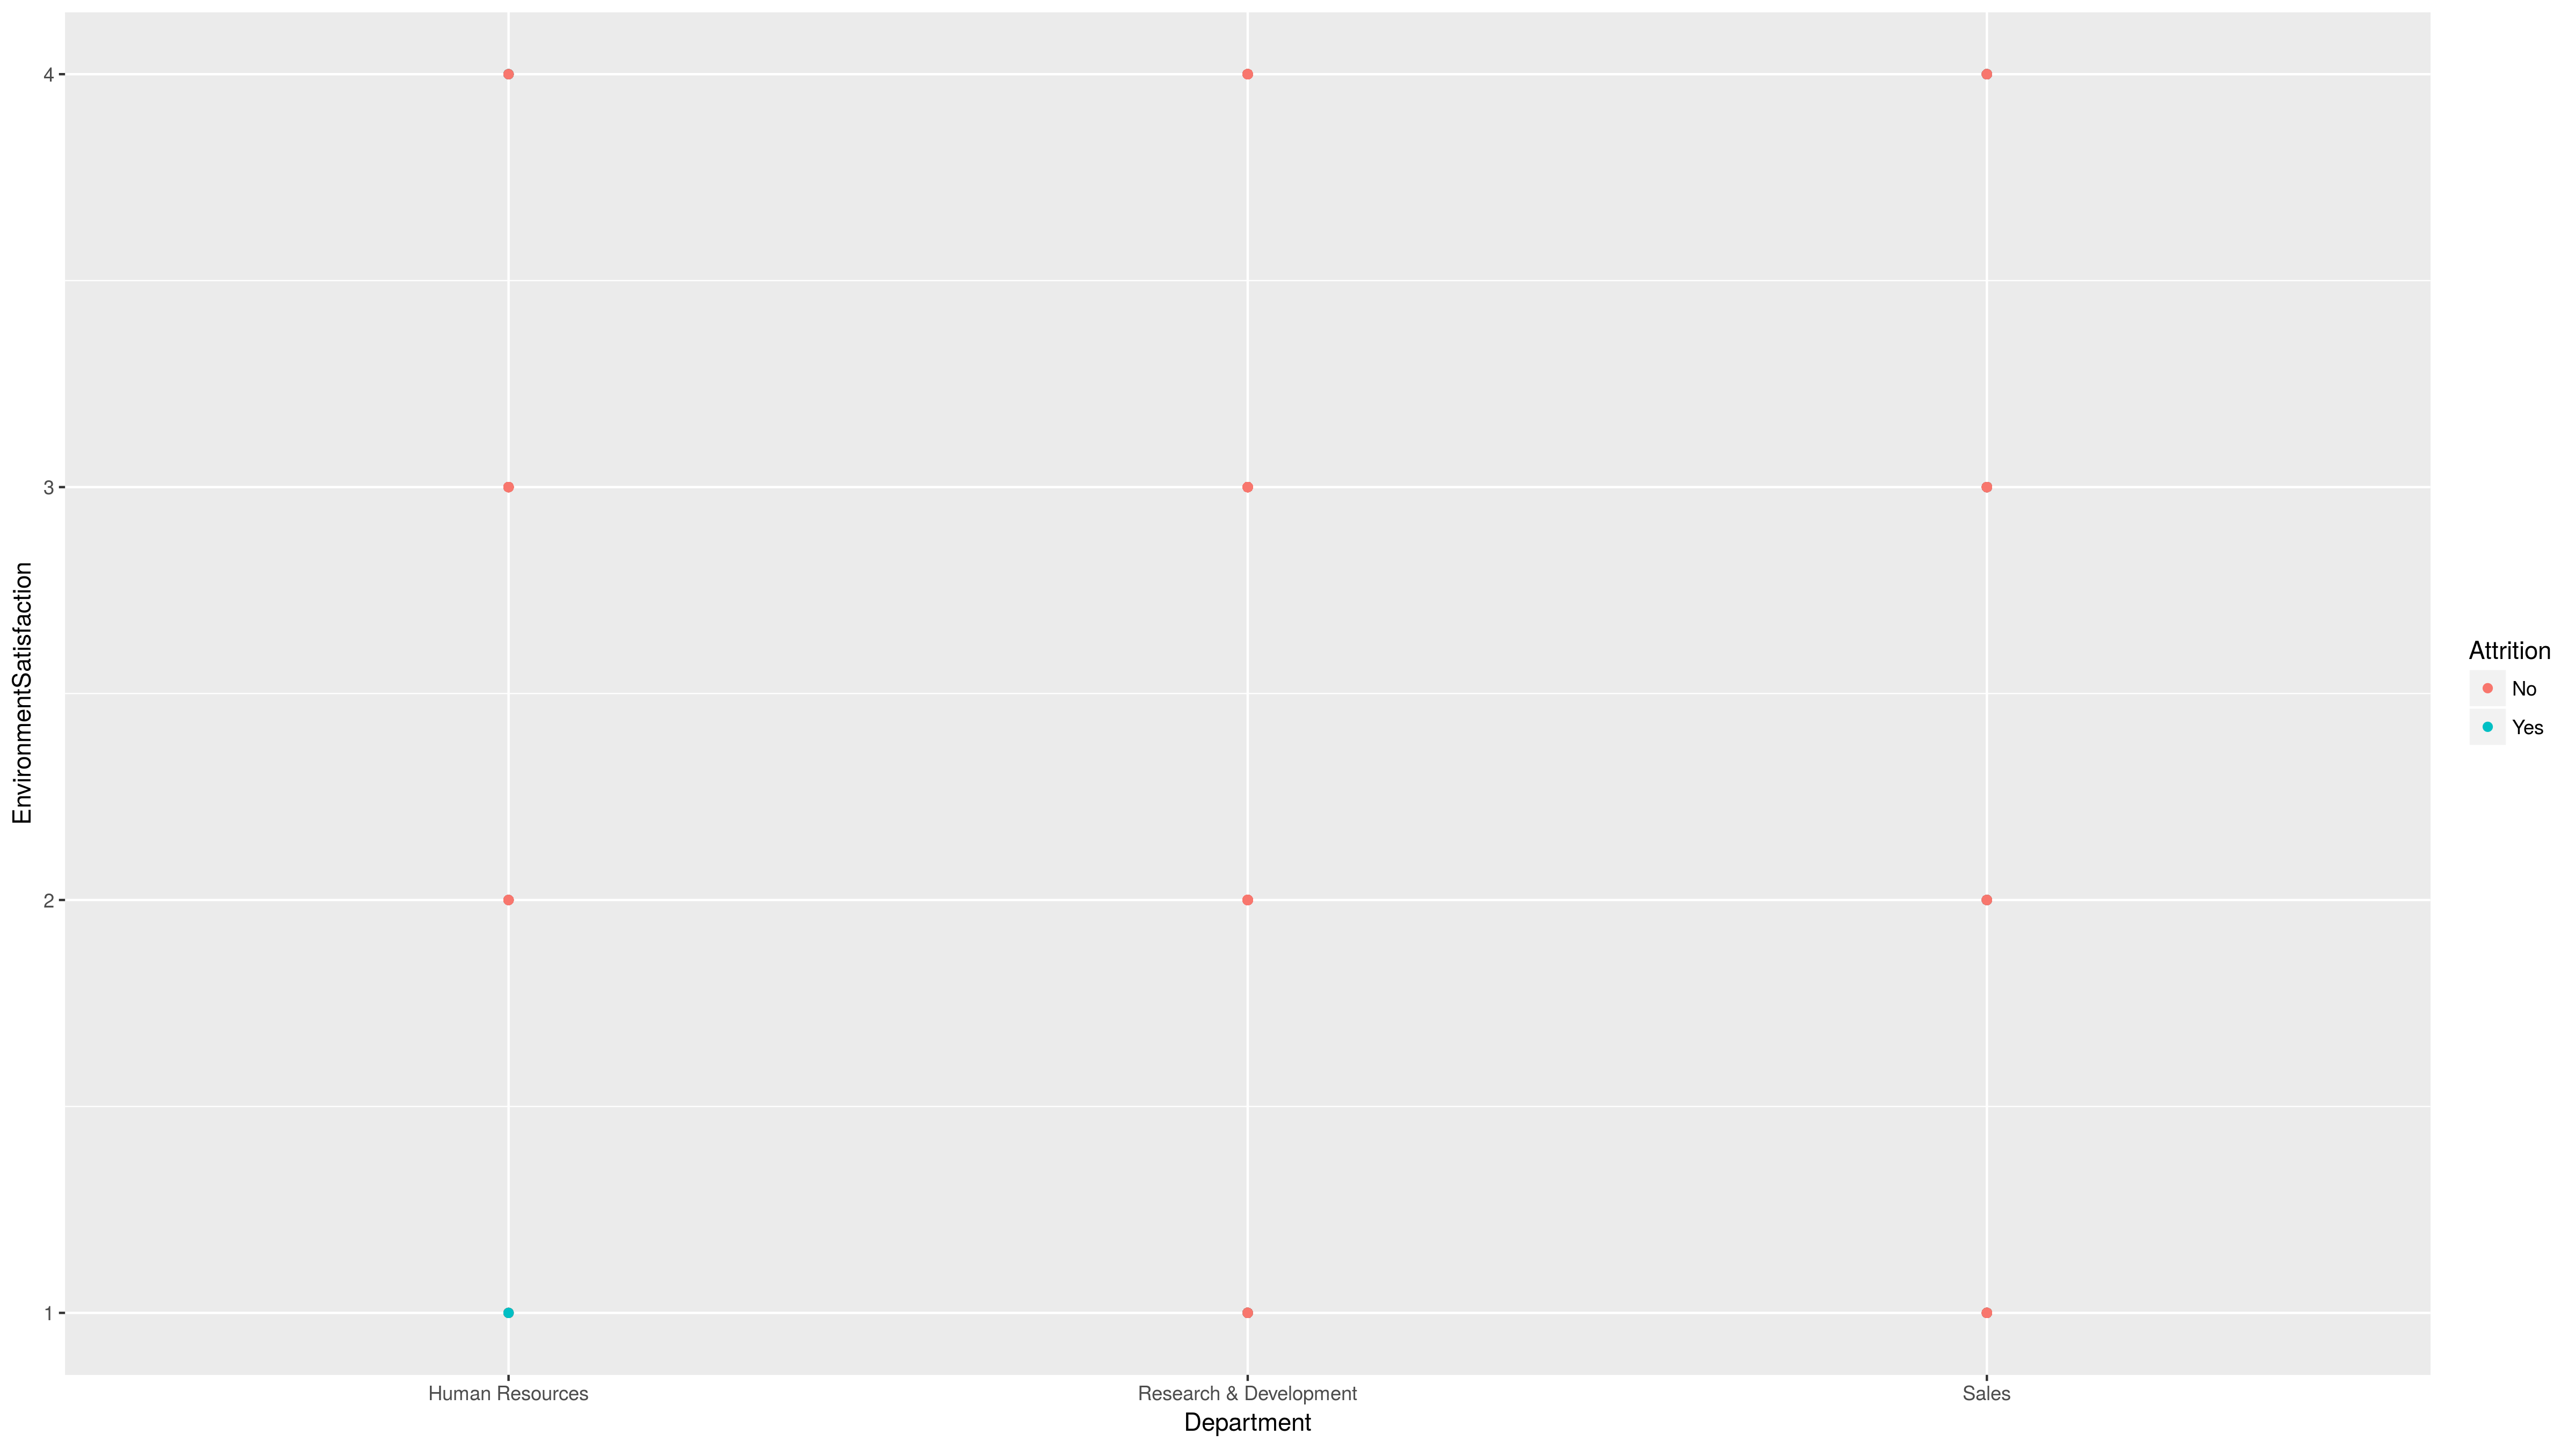 4
3
2
1
EnvironmentSatisfaction
Human Resources
Research & Development
Sales
Department
Attrition
No
Yes